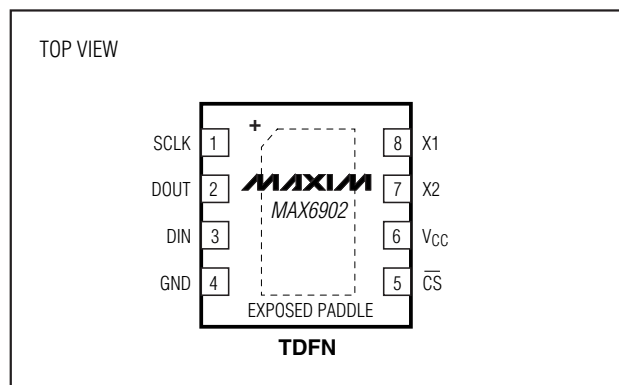 TOP VIEW
+
SCLK 1 8 X1
DOUT 2 MAXIM 7 X2
MAX6902
DIN 3 6 VCC
GND 4 5 C̅S̅
EXPOSED PADDLE
TDFN